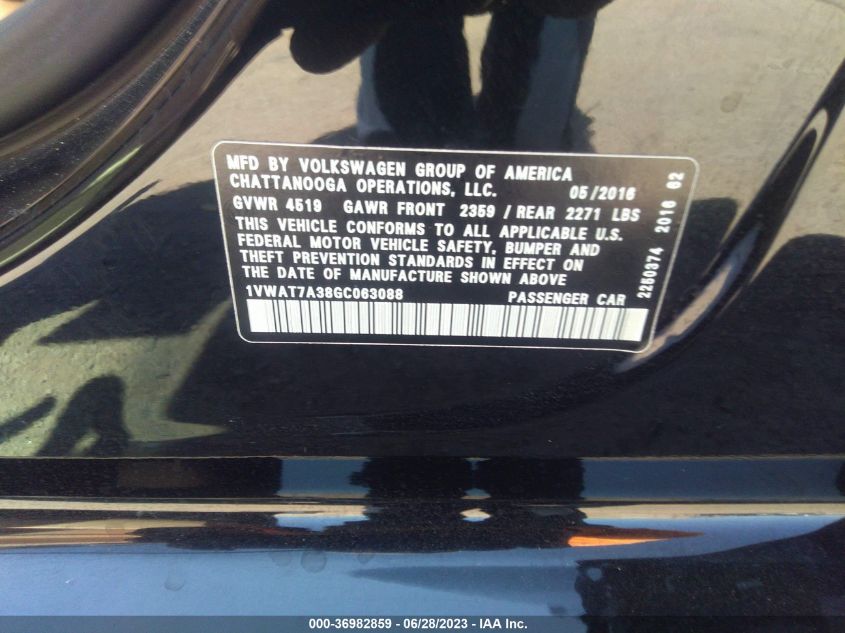 MFD BY VOLKSWAGEN GROUP OF AMERICA
CHATTANOOGA OPERATIONS, LLC. 05/2016
GVWR 4519 GAWR FRONT 2359 / REAR 2271 LBS
THIS VEHICLE CONFORMS TO ALL APPLICABLE U.S.
FEDERAL MOTOR VEHICLE SAFETY, BUMPER AND
THEFT PREVENTION STANDARDS IN EFFECT ON
THE DATE OF MANUFACTURE SHOWN ABOVE
1VWAT7A38GC063088 PASSENGER CAR
2250374 2016 62
000-36982859 - 06/28/2023 - IAA Inc.